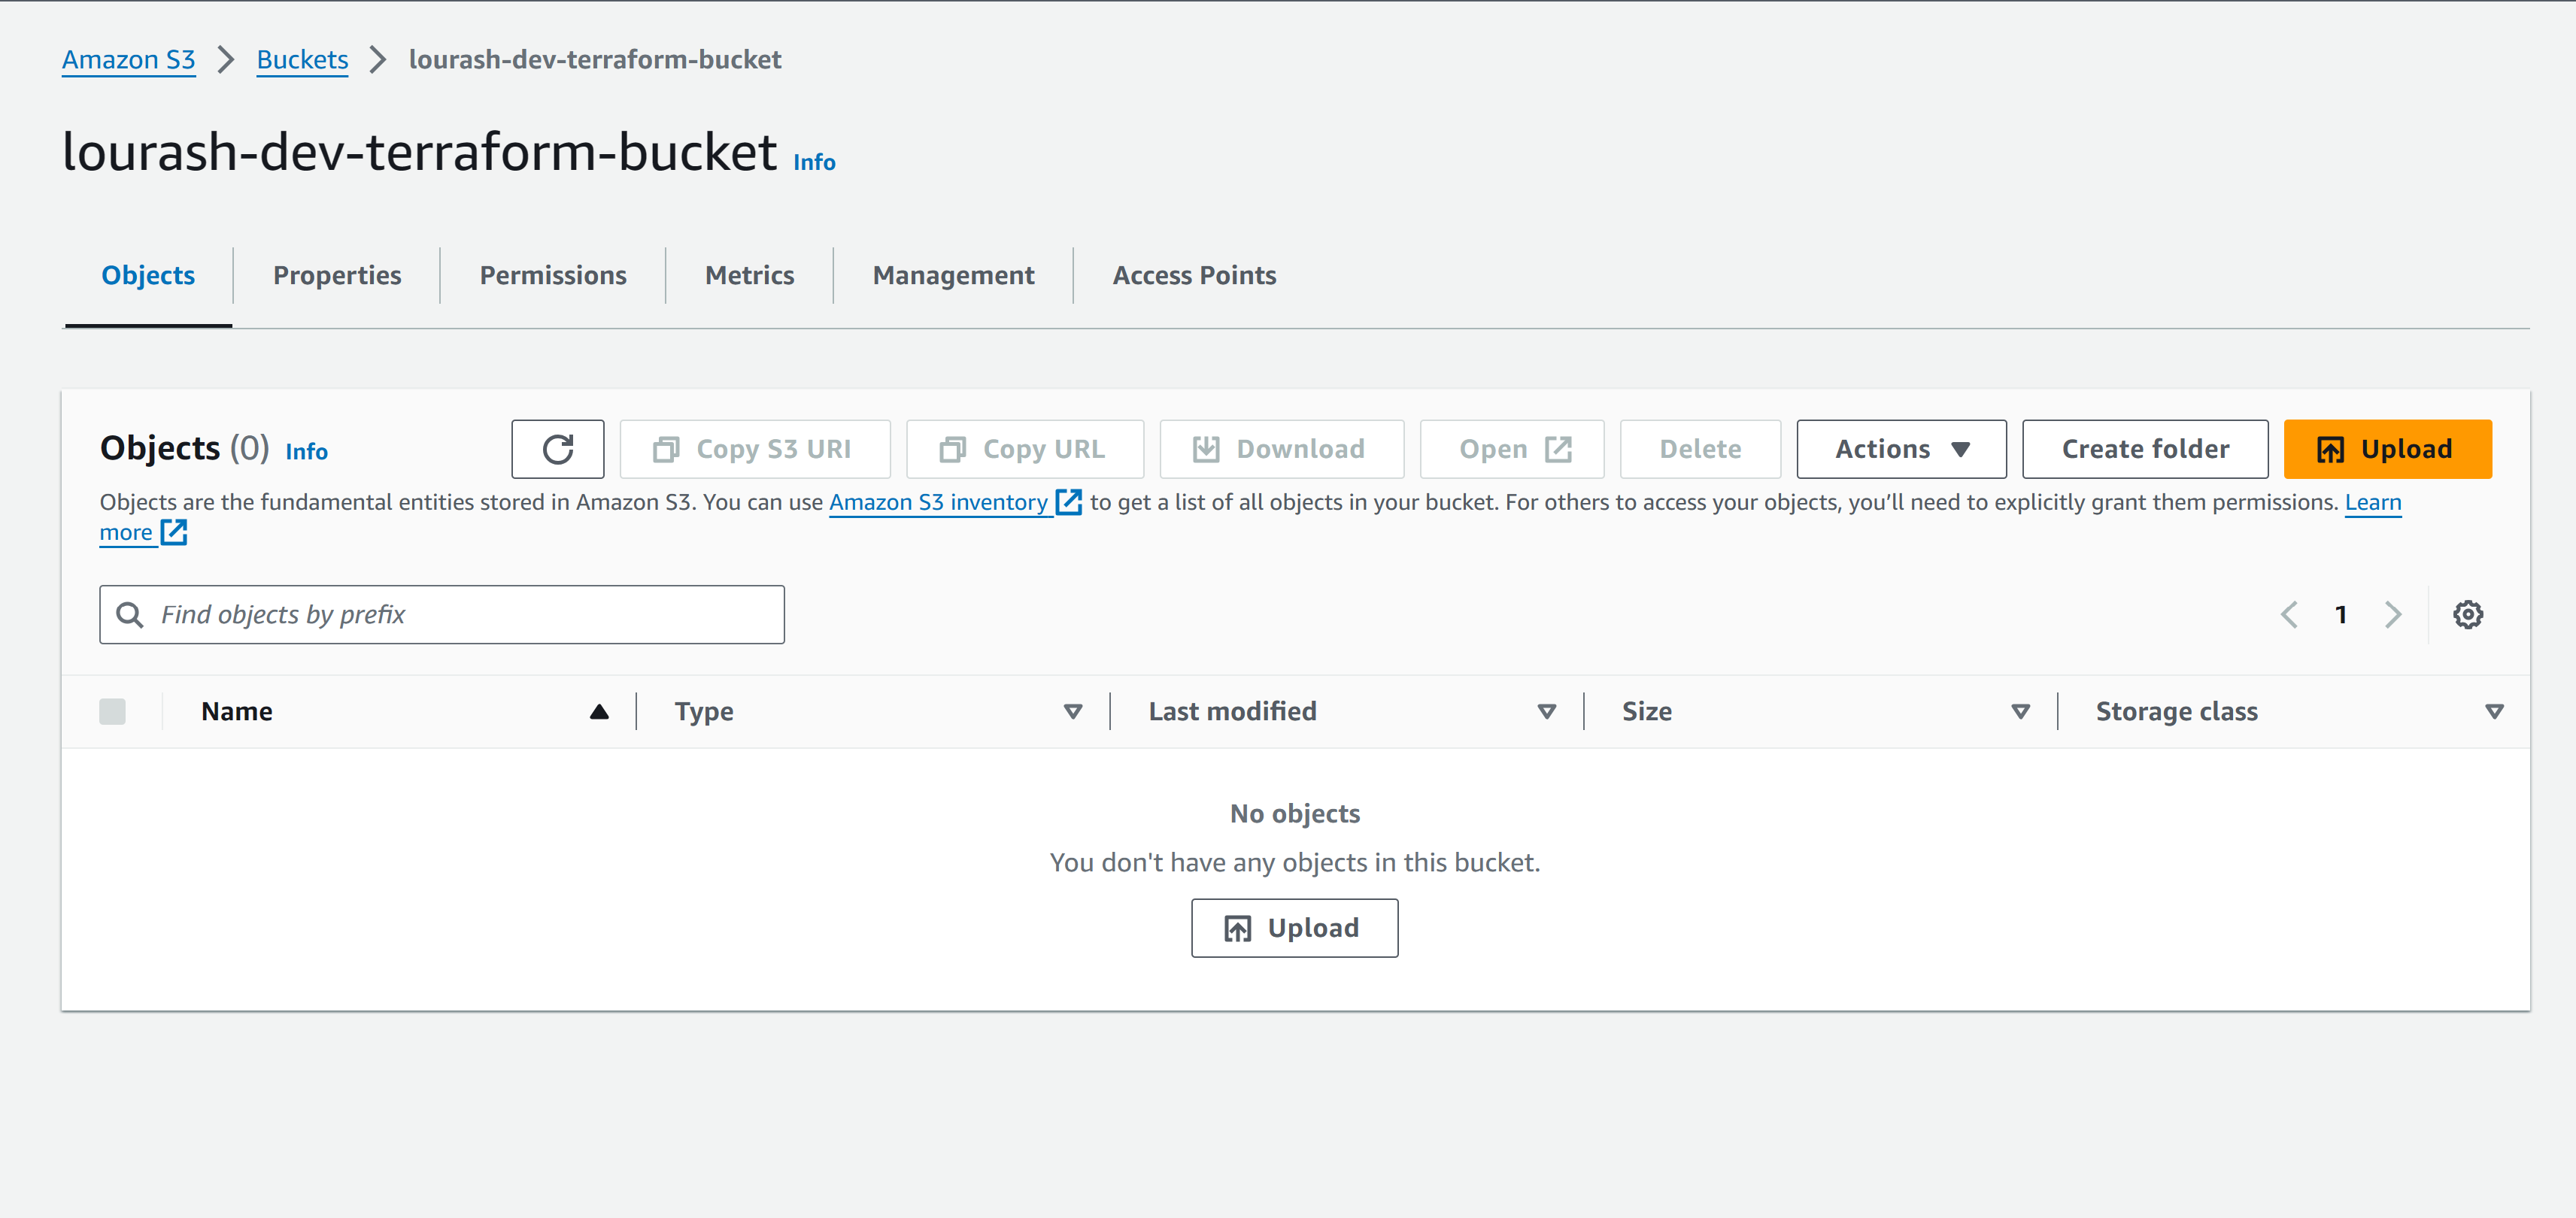 Amazon S3 > Buckets > lourash-dev-terraform-bucket
lourash-dev-terraform-bucket Info
Objects Properties Permissions Metrics Management Access Points
Objects (0) Info Copy S3 URI Copy URL Download Open Delete Actions Create folder Upload
Objects are the fundamental entities stored in Amazon S3. You can use Amazon S3 inventory to get a list of all objects in your bucket. For others to access your objects, you’ll need to explicitly grant them permissions. Learn
more
Find objects by prefix 1
Name Type Last modified Size Storage class
No objects
You don't have any objects in this bucket.
Upload